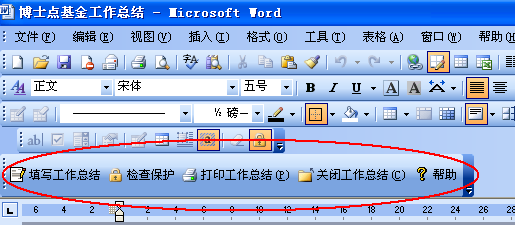 博士点基金工作总结 - Microsoft Word
文件(F) 编辑(E) 视图(V) 插入(I) 格式(O) 工具(T) 表格(A) 窗口(W) 帮助(H)
正文 宋体 五号 B I U A A A
½ 磅
ab|
填写工作总结 检查保护 打印工作总结(P) 关闭工作总结(C) 帮助
L 6 4 2 2 4 6 8 10 12 14 16 18 20 22 24 26 28